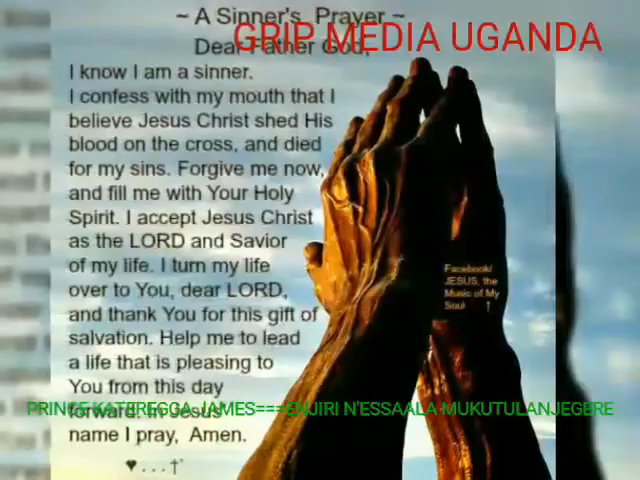 ~ A Sinner's Prayer ~
GRIP MEDIA UGANDA
Dear Father God,
I know I am a sinner.
I confess with my mouth that I
believe Jesus Christ shed His
blood on the cross, and died
for my sins. Forgive me now,
and fill me with Your Holy
Spirit. I accept Jesus Christ
as the LORD and Savior
of my life. I turn my life
over to You, dear LORD,
and thank You for this gift of
salvation. Help me to lead
a life that is pleasing to
You from this day
forward. In Jesus'
name I pray, Amen.
♥...†
Facebook/
JESUS, the
Music of My
Soul †
PRINCE KATEREGGA JAMES===ENJIRI N'ESSAALA MUKUTULANJEGERE